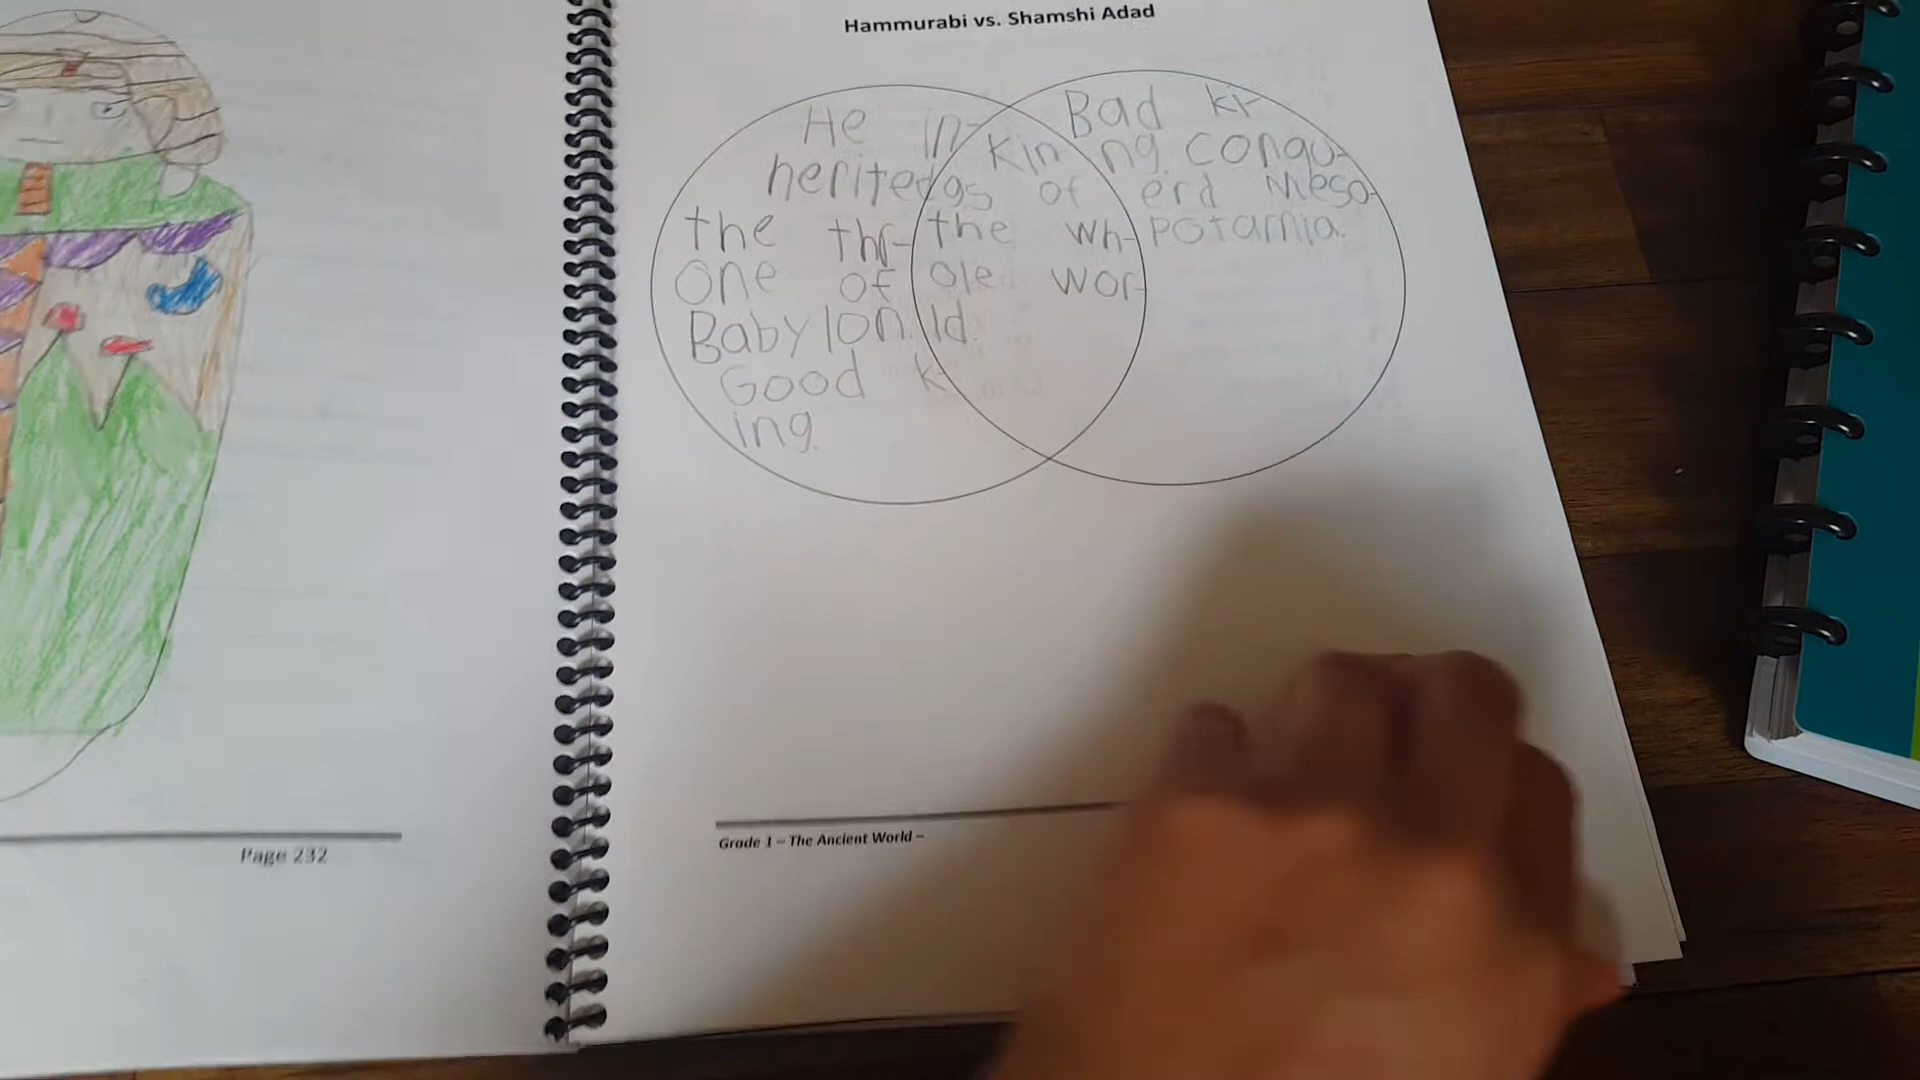 Hammurabi vs. Shamshi Adad
He in-
herited
the thr-
one of
Babylon.
Good k-
ing.
Kin-
gs of
the wh-
ole wor-
ld.
Bad ki-
ng. conqu-
erd Meso-
potamia.
Page 232
Grade 1 – The Ancient World –